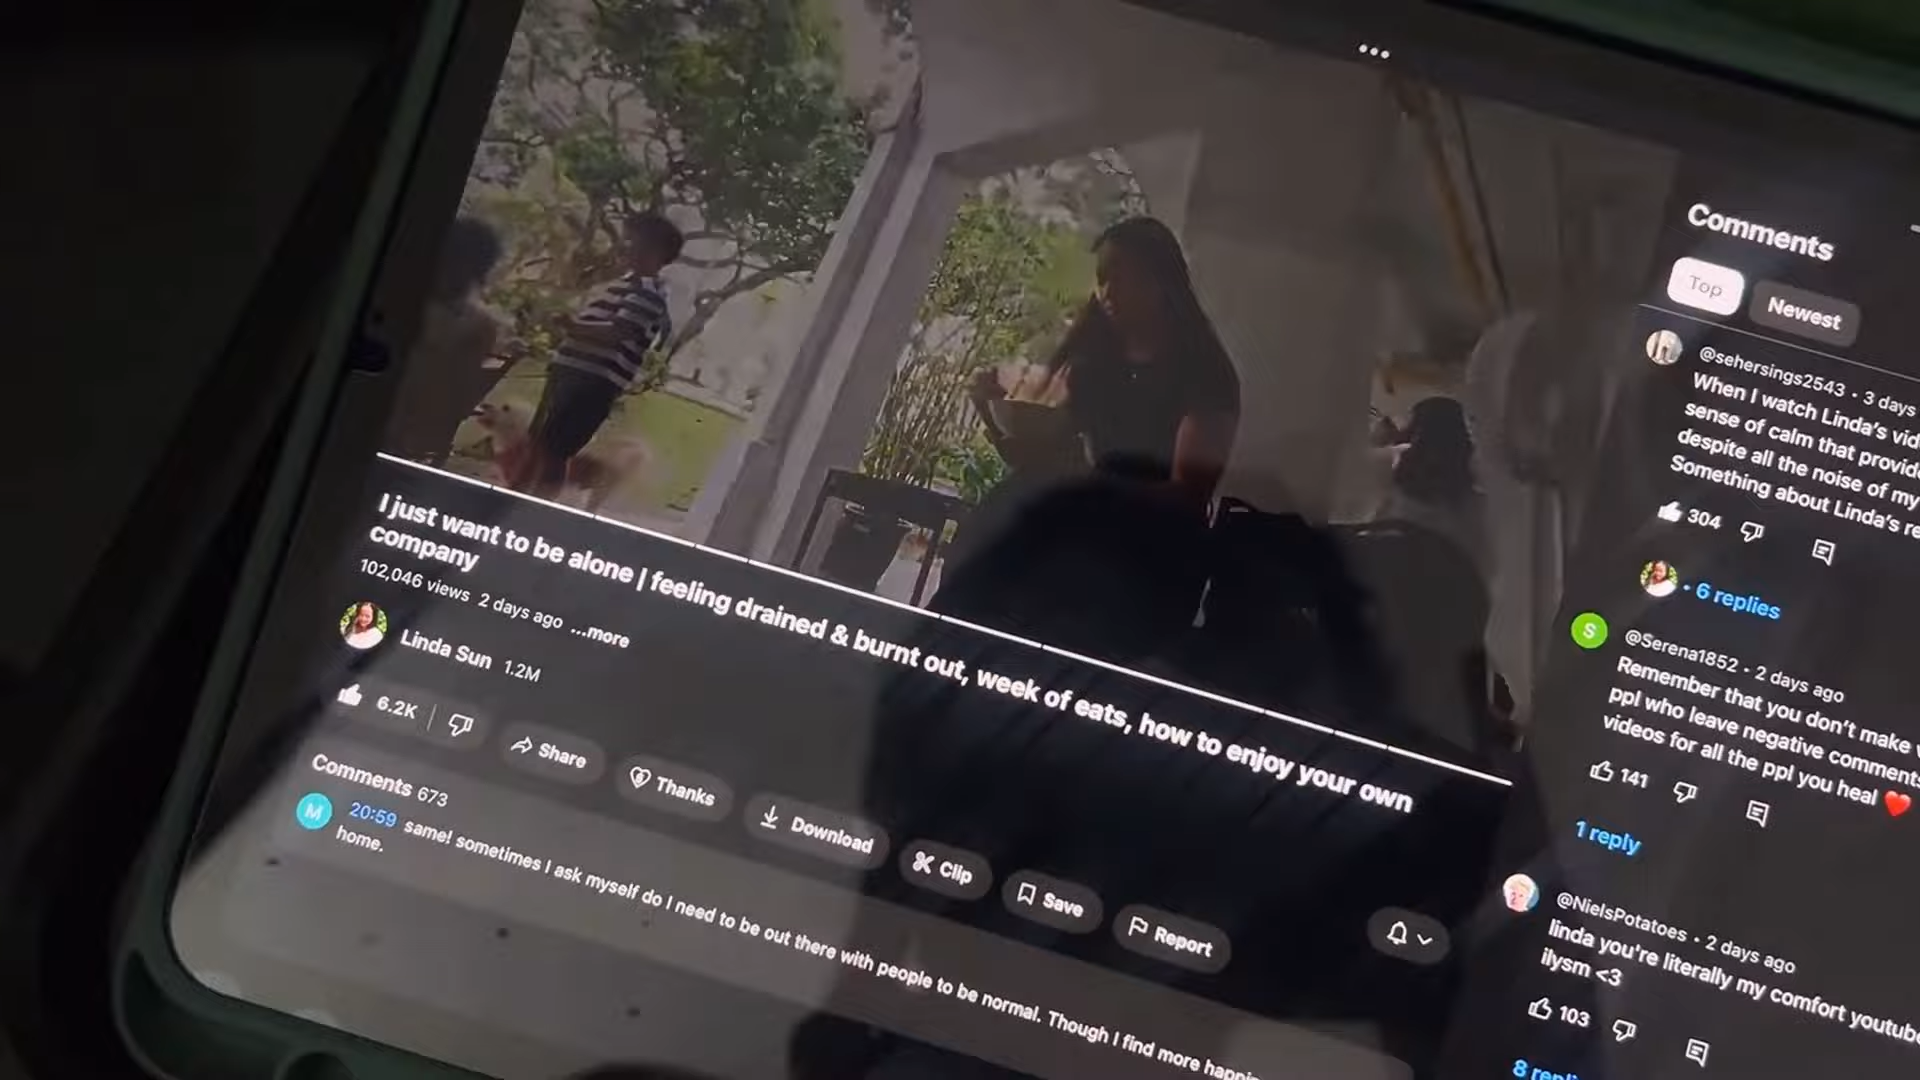 I just want to be alone | feeling drained & burnt out, week of eats, how to enjoy your own
company
102,046 views 2 days ago ...more
Linda Sun 1.2M
6.2K
Share
Thanks
Download
Clip
Save
Report
Comments 673
M
20:59 same! sometimes I ask myself do I need to be out there with people to be normal. Though I find more
home.
Comments
Top
Newest
@sehersings2543 • 3 days
When I watch Linda's
sense of calm that
despite all the noise of my
Something about Linda's
304
• 6 replies
S
@Serena1852 • 2 days ago
Remember that you don't make
ppl who leave negative comments
videos for all the ppl you heal ❤️
141
1 reply
@NielsPotatoes • 2 days ago
linda you're literally my comfort
ilysm <3
103
8